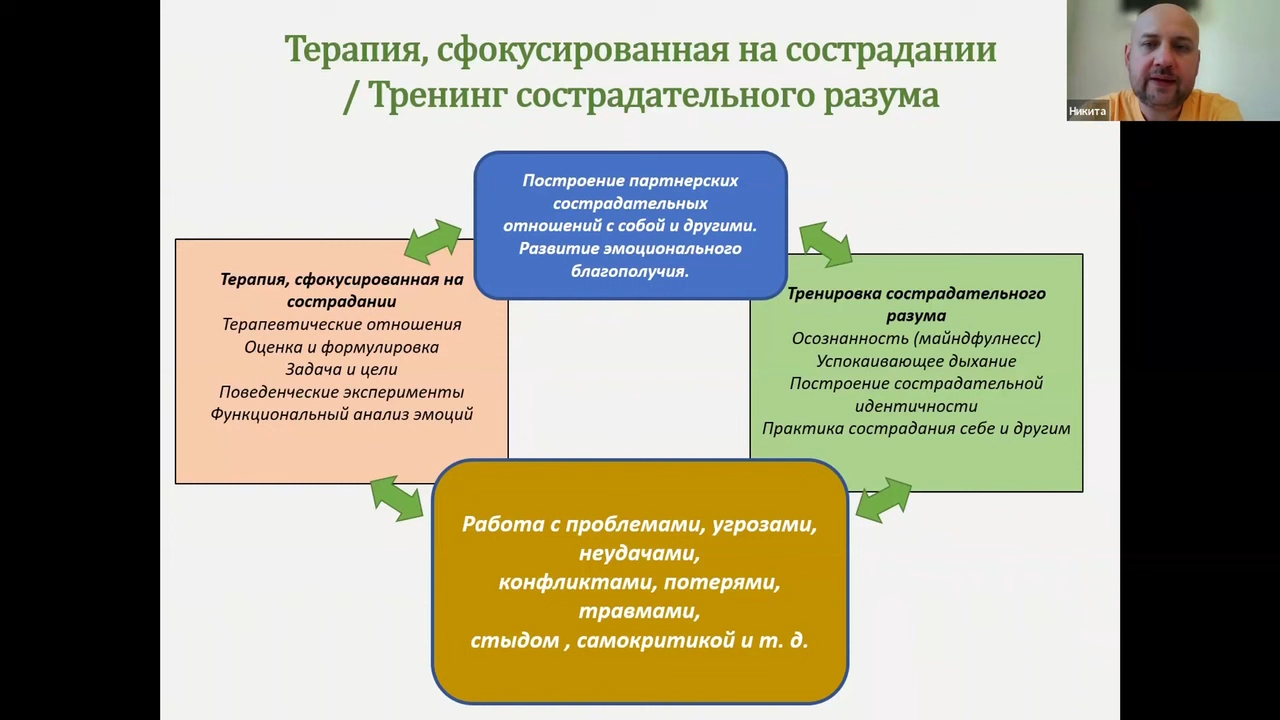 Терапия, сфокусированная на сострадании
/ Тренинг сострадательного разума
Никита
Построение партнерских
сострадательных
отношений с собой и другими.
Развитие эмоционального
благополучия.
Терапия, сфокусированная на
сострадании
Терапевтические отношения
Оценка и формулировка
Задача и цели
Поведенческие эксперименты
Функциональный анализ эмоций
Тренировка сострадательного
разума
Осознанность (майндфулнесс)
Успокаивающее дыхание
Построение сострадательной
идентичности
Практика сострадания себе и другим
Работа с проблемами, угрозами,
неудачами,
конфликтами, потерями,
травмами,
стыдом , самокритикой и т. д.